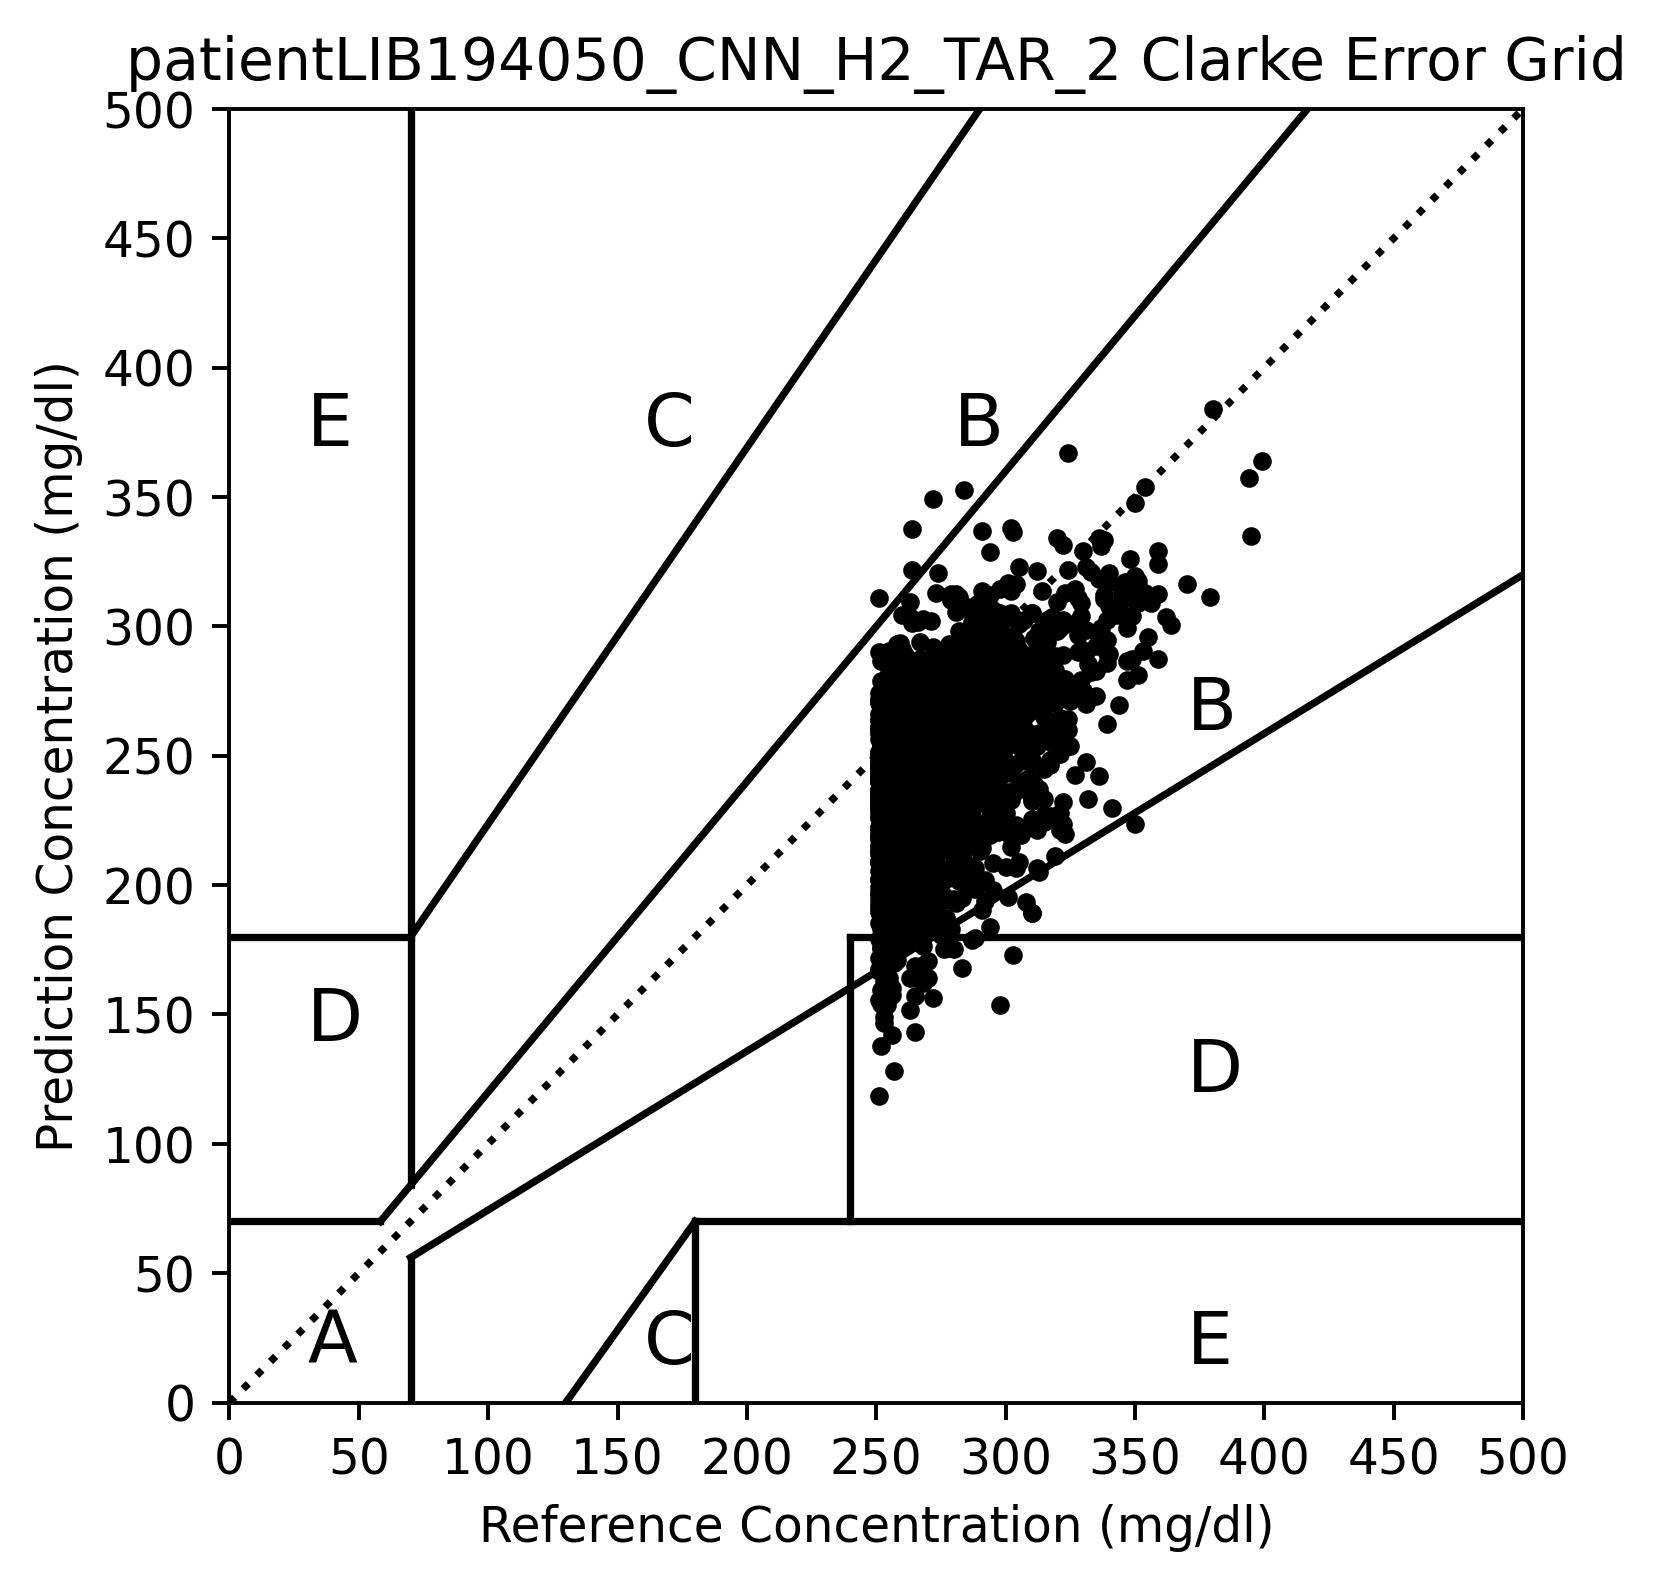 patientLIB194050_CNN_H2_TAR_2 Clarke Error Grid
500
450
400
350
300
250
200
150
100
50
0
Prediction Concentration (mg/dl)
E
C
B
B
D
D
A
C
E
0 50 100 150 200 250 300 350 400 450 500
Reference Concentration (mg/dl)